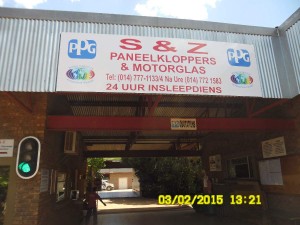 PPG
S & Z
PPG
PANEELKLOPPERS
& MOTORGLAS
Tel: (014) 777-1133/4 Na Ure (014) 772 1563
24 UUR INSLEEPDIENS
03/02/2015 13:21